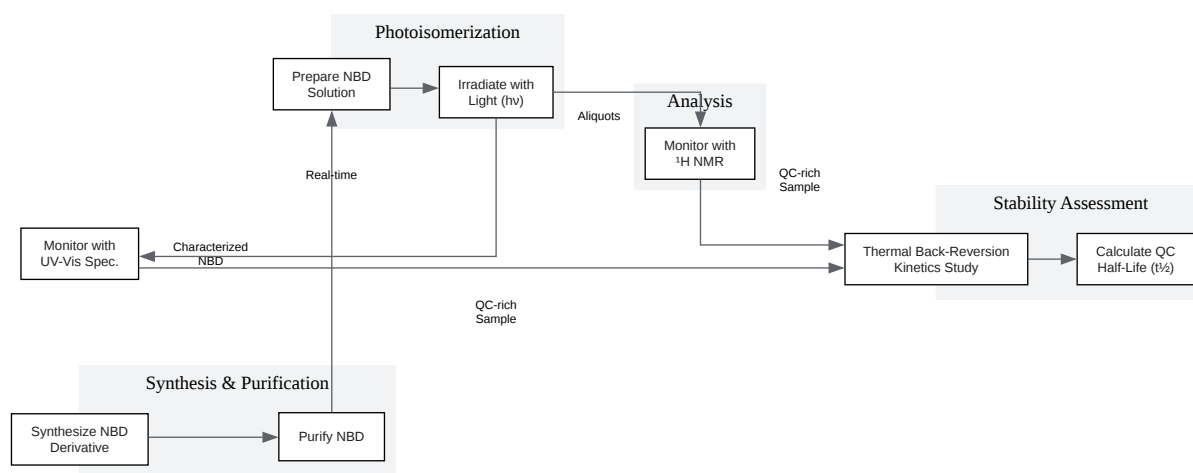 Photoisomerization
Prepare NBD
Solution
Irradiate with
Light (hν)
Aliquots
Analysis
Monitor with
¹H NMR
Real-time
QC-rich
Sample
Stability Assessment
Monitor with
UV-Vis Spec.
Characterized
NBD
Thermal Back-Reversion
Kinetics Study
Calculate QC
Half-Life (t½)
QC-rich
Sample
Synthesis & Purification
Synthesize NBD
Derivative
Purify NBD